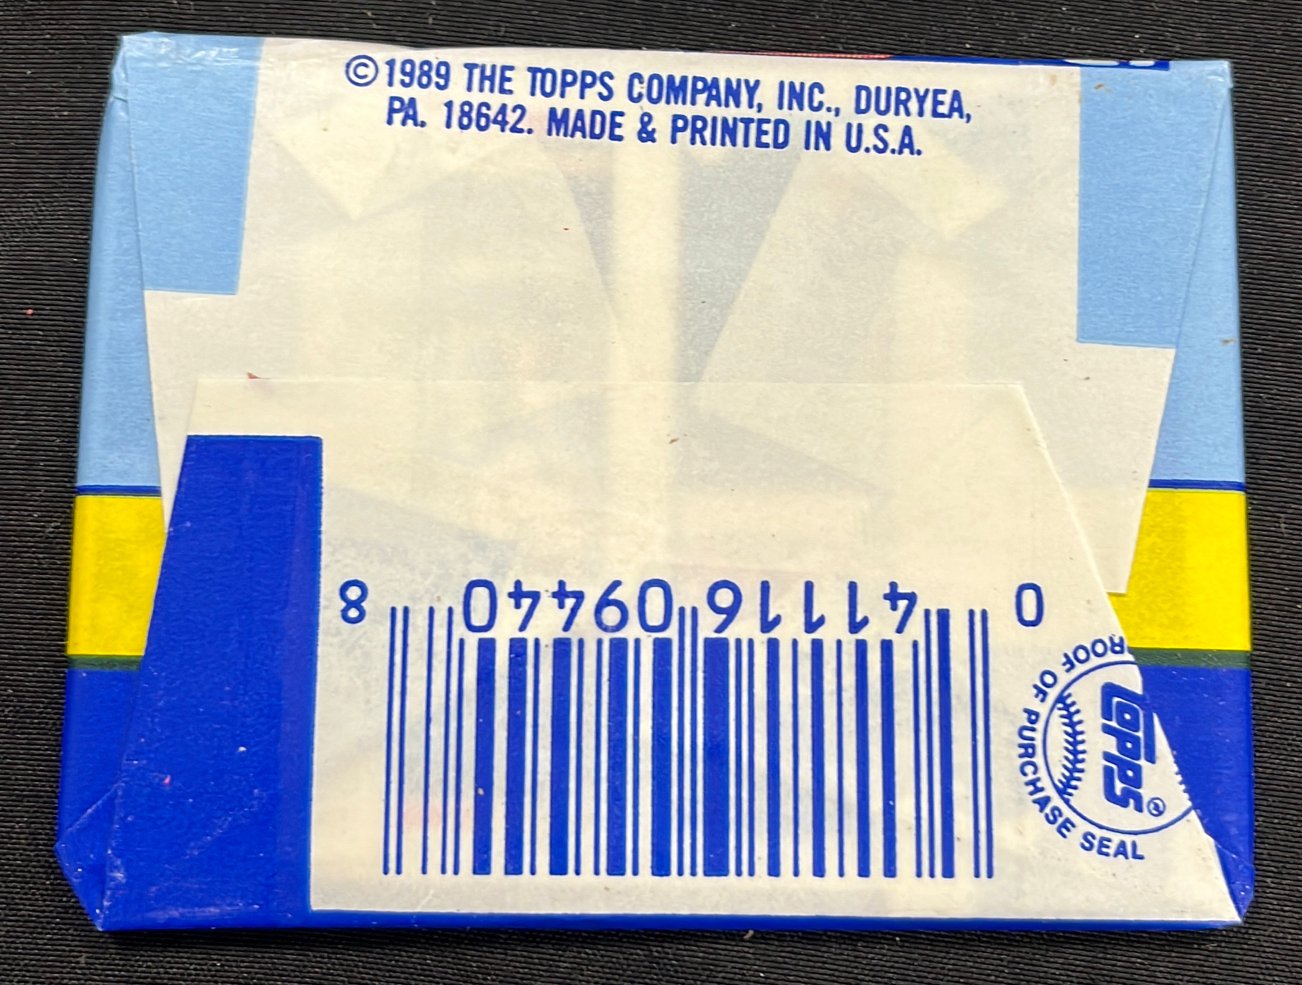 ©1989 THE TOPPS COMPANY, INC., DURYEA,
PA. 18642. MADE & PRINTED IN U.S.A.
0 41116 09440 8
ROOF OF PURCHASE SEAL
TOPPS®